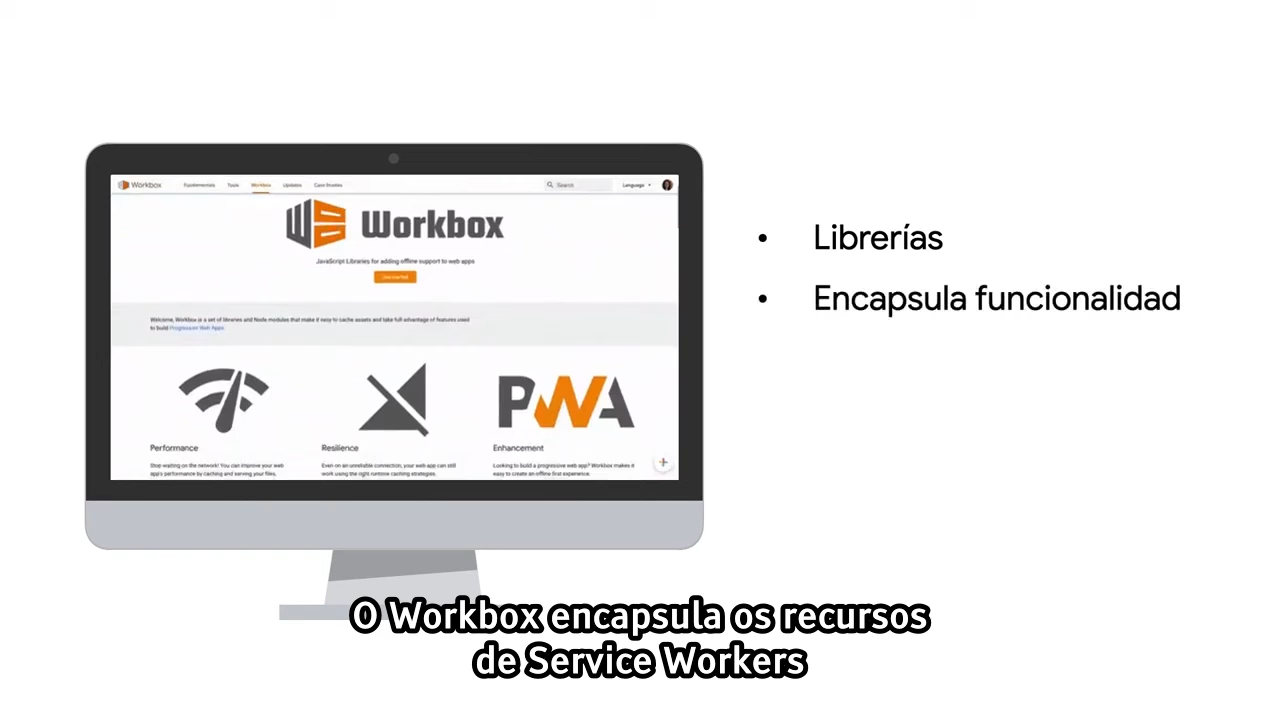 Workbox Fundamentals Tools Workbox Updates Case Studies Search Language
Workbox
JavaScript Libraries for adding offline support to web apps
Get started
Welcome, Workbox is a set of libraries and Node modules that make it easy to cache assets and take full advantage of features used
to build Progressive Web Apps.
PWA
Performance
Stop waiting on the network! You can improve your web
app's performance by caching and serving your files,
Resilience
Even on an unreliable connection, your web app can still
work using the right runtime caching strategies.
Enhancement
Looking to build a progressive web app? Workbox makes it
easy to create an offline first experience.
• Librerías
• Encapsula funcionalidad
O Workbox encapsula os recursos
de Service Workers